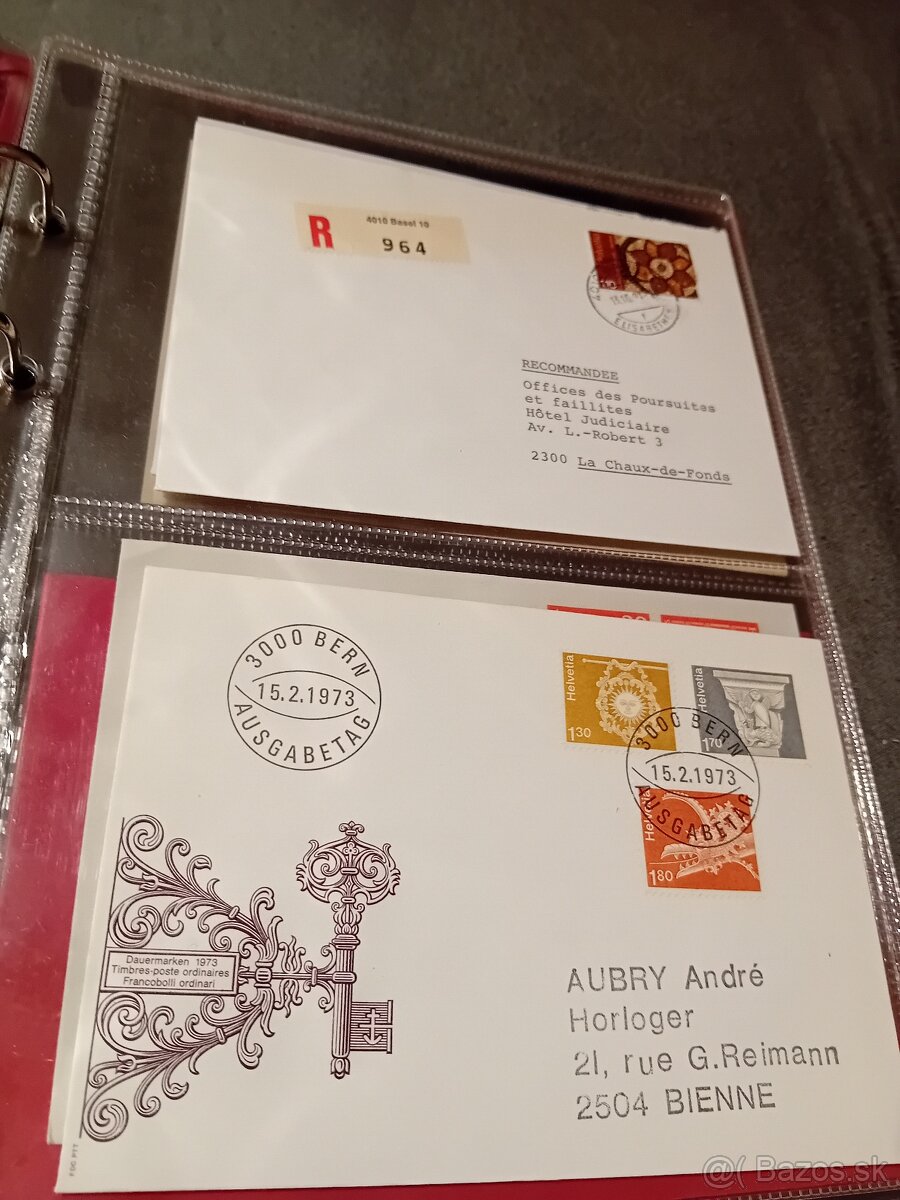 R
4010 Basel 10
964
RECOMMANDEE
Offices des Poursuites
et faillites
Hôtel Judiciaire
Av. L.-Robert 3
2300 La Chaux-de-Fonds
3000 BERN
15.2.1973
AUSGABETAG
Helvetia
1.30
Helvetia
1.70
3000 BERN
15.2.1973
AUSGABETAG
Helvetia
1.80
Dauermarken 1973
Timbres-poste ordinaires
Francobolli ordinari
AUBRY André
Horloger
21, rue G.Reimann
2504 BIENNE
FDC PTT
@( Bazos.sk